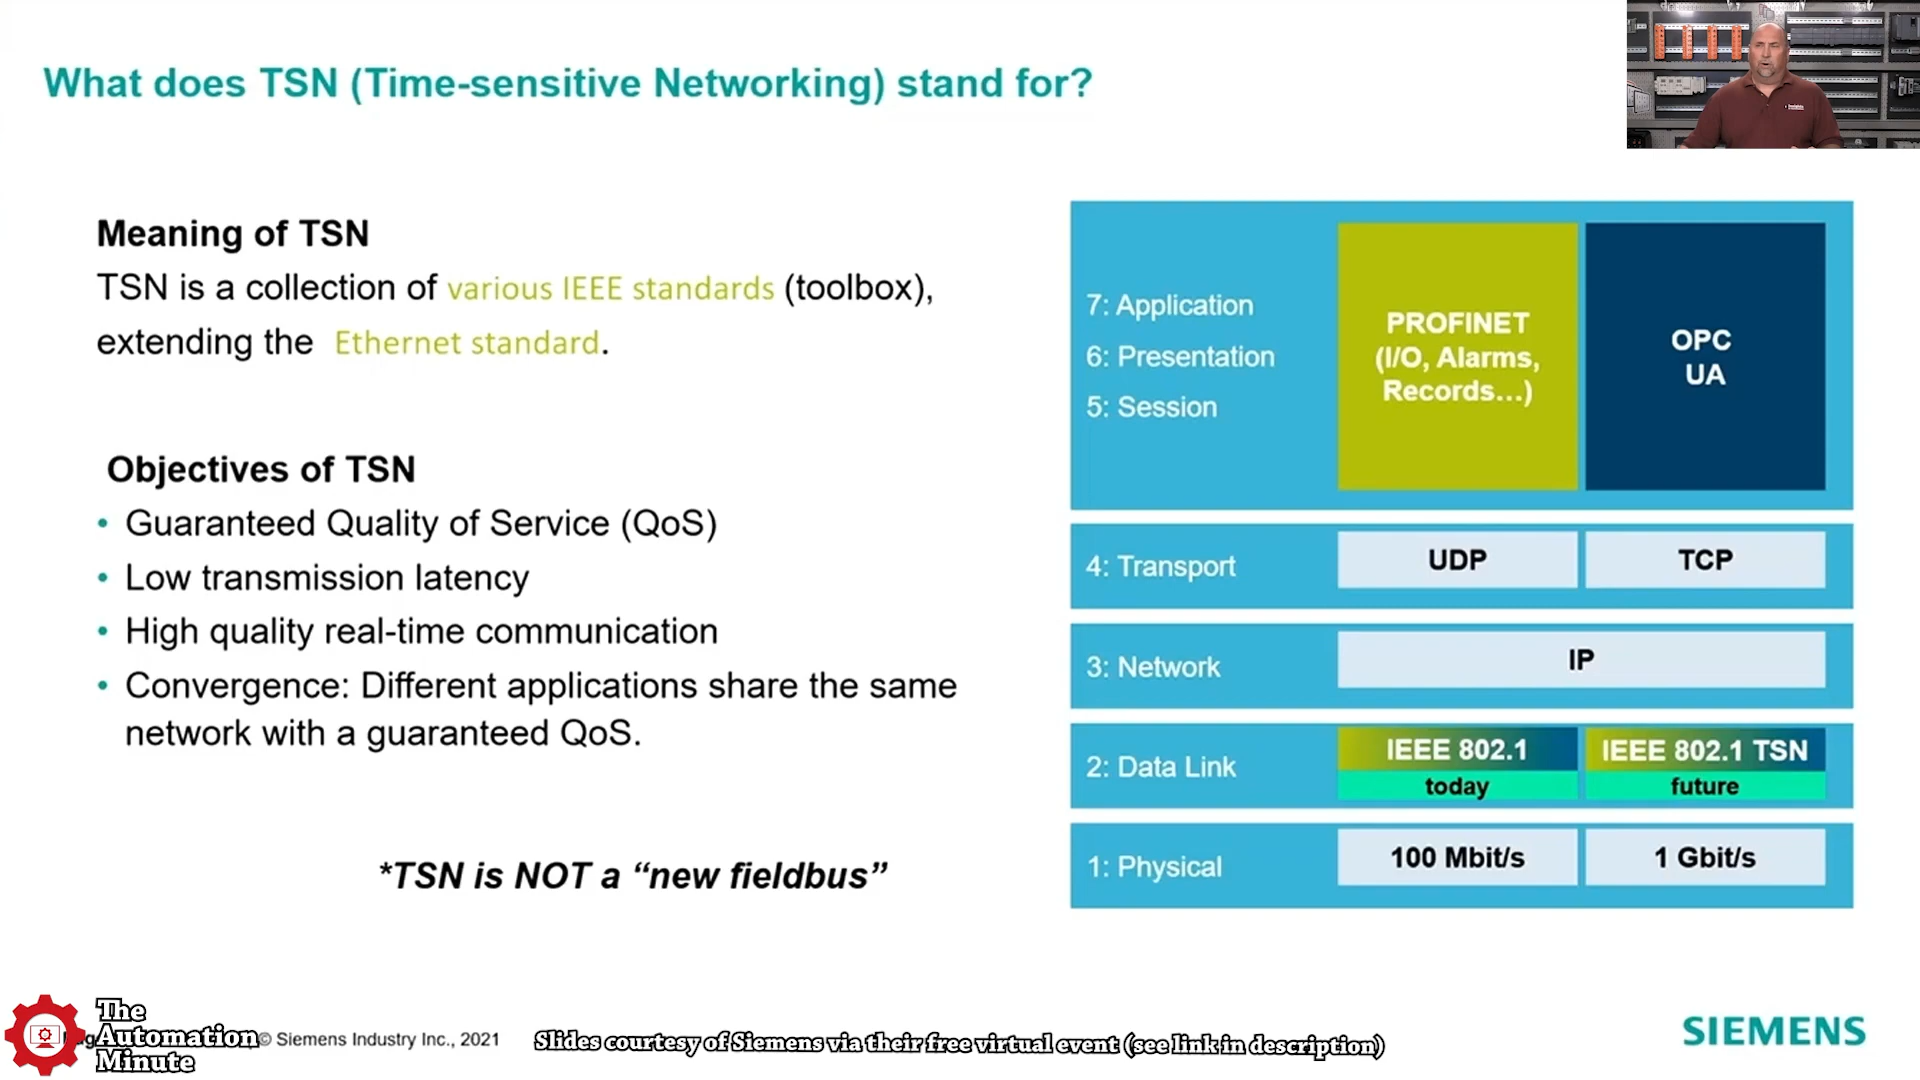 What does TSN (Time-sensitive Networking) stand for?
Meaning of TSN
TSN is a collection of various IEEE standards (toolbox),
extending the Ethernet standard.
Objectives of TSN
• Guaranteed Quality of Service (QoS)
• Low transmission latency
• High quality real-time communication
• Convergence: Different applications share the same
network with a guaranteed QoS.
*TSN is NOT a “new fieldbus”
7: Application
6: Presentation
5: Session
PROFINET
(I/O, Alarms,
Records...)
OPC
UA
4: Transport
UDP
TCP
3: Network
IP
2: Data Link
IEEE 802.1
today
IEEE 802.1 TSN
future
1: Physical
100 Mbit/s
1 Gbit/s
The
Automation
Minute
© Siemens Industry Inc., 2021
Slides courtesy of Siemens via their free virtual event (see link in description)
SIEMENS